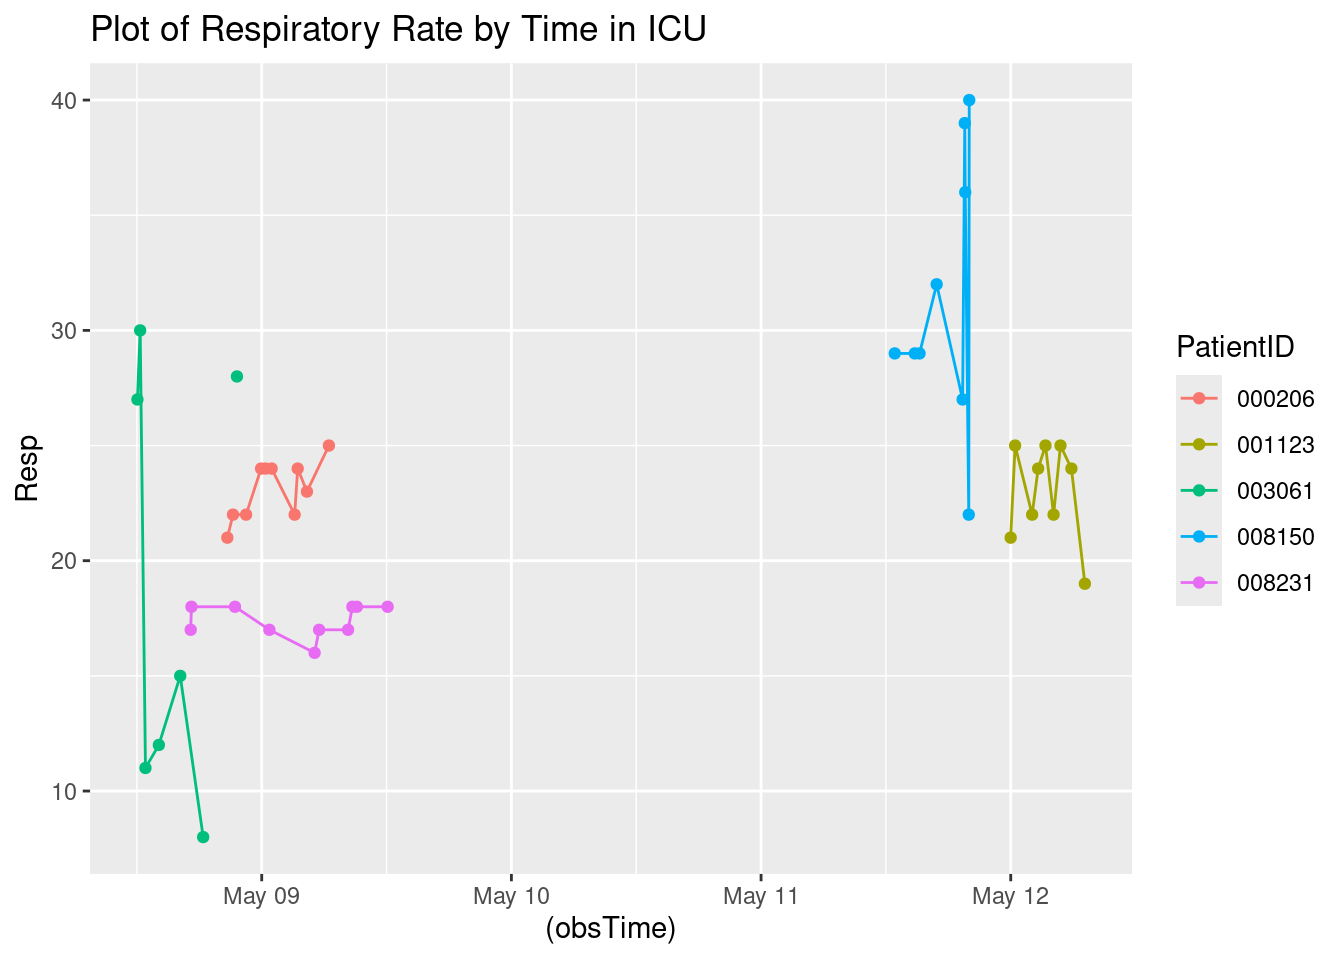 Plot of Respiratory Rate by Time in ICU
40
30
20
10
Resp
May 09
May 10
May 11
May 12
(obsTime)
PatientID
000206
001123
003061
008150
008231